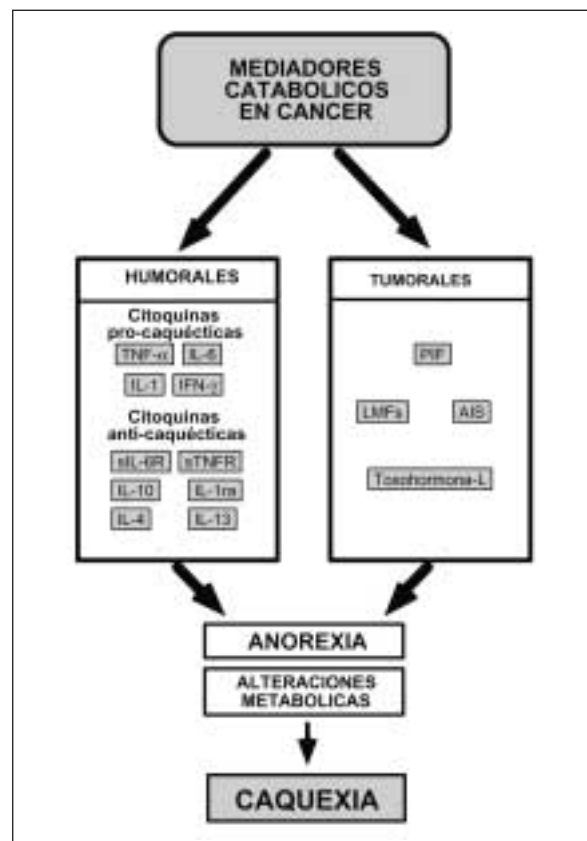 MEDIADORES
CATABOLICOS
EN CANCER
HUMORALES
Citoquinas
pro-caquécticas
TNF-α IL-6
IL-1 IFN-γ
Citoquinas
anti-caquécticas
sIL-6R sTNFR
IL-10 IL-1ra
IL-4 IL-13
TUMORALES
PIF
LMFs AIS
Toxohormona-L
ANOREXIA
ALTERACIONES
METABOLICAS
CAQUEXIA